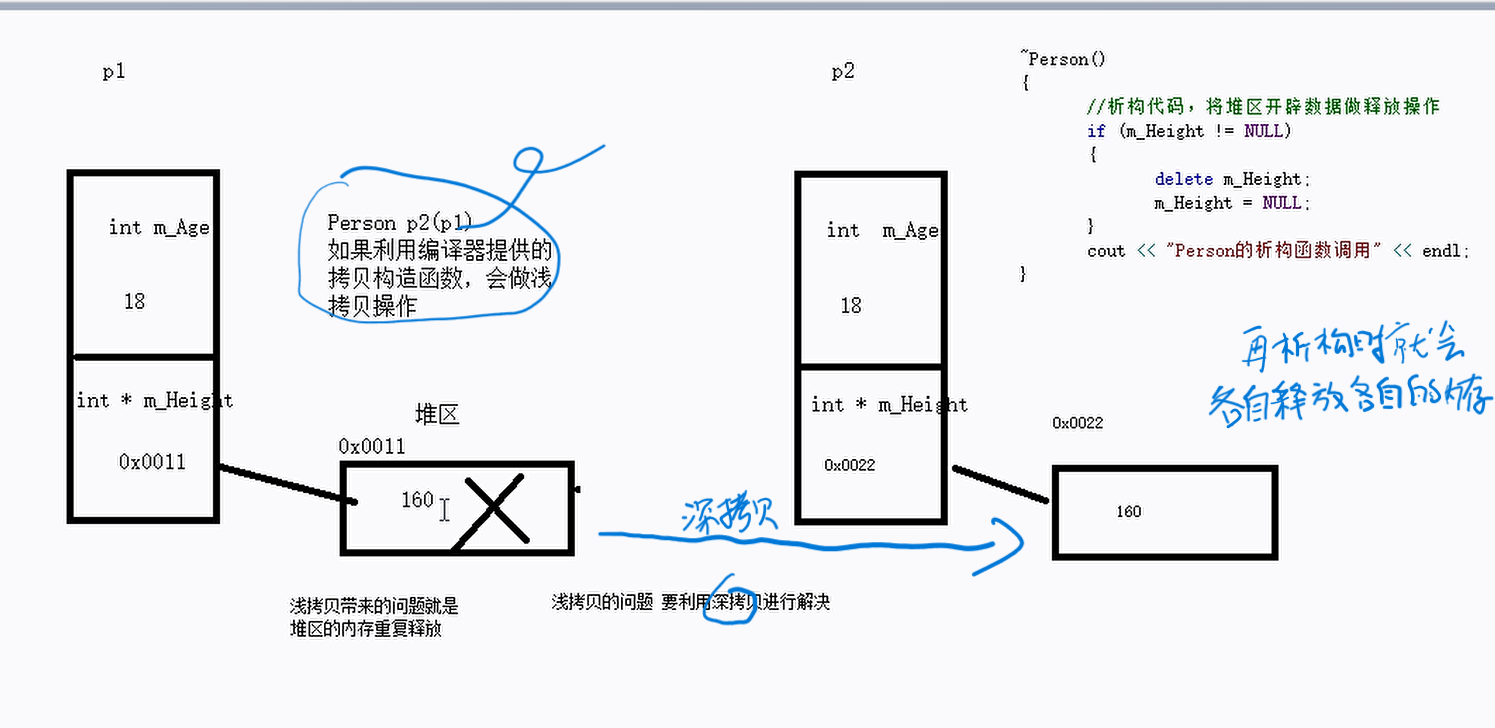 p1
int m_Age
18
int * m_Height
0x0011
Person p2(p1)
如果利用编译器提供的
拷贝构造函数，会做浅
拷贝操作
堆区
0x0011
160
浅拷贝带来的问题就是
堆区的内存重复释放
深拷贝
浅拷贝的问题 要利用深拷贝进行解决
p2
int  m_Age
18
int * m_Height
0x0022
~Person()
{
//析构代码，将堆区开辟数据做释放操作
if (m_Height != NULL)
{
delete m_Height;
m_Height = NULL;
}
cout << "Person的析构函数调用" << endl;
}
再析构时就会
各自释放各自的内存
0x0022
160